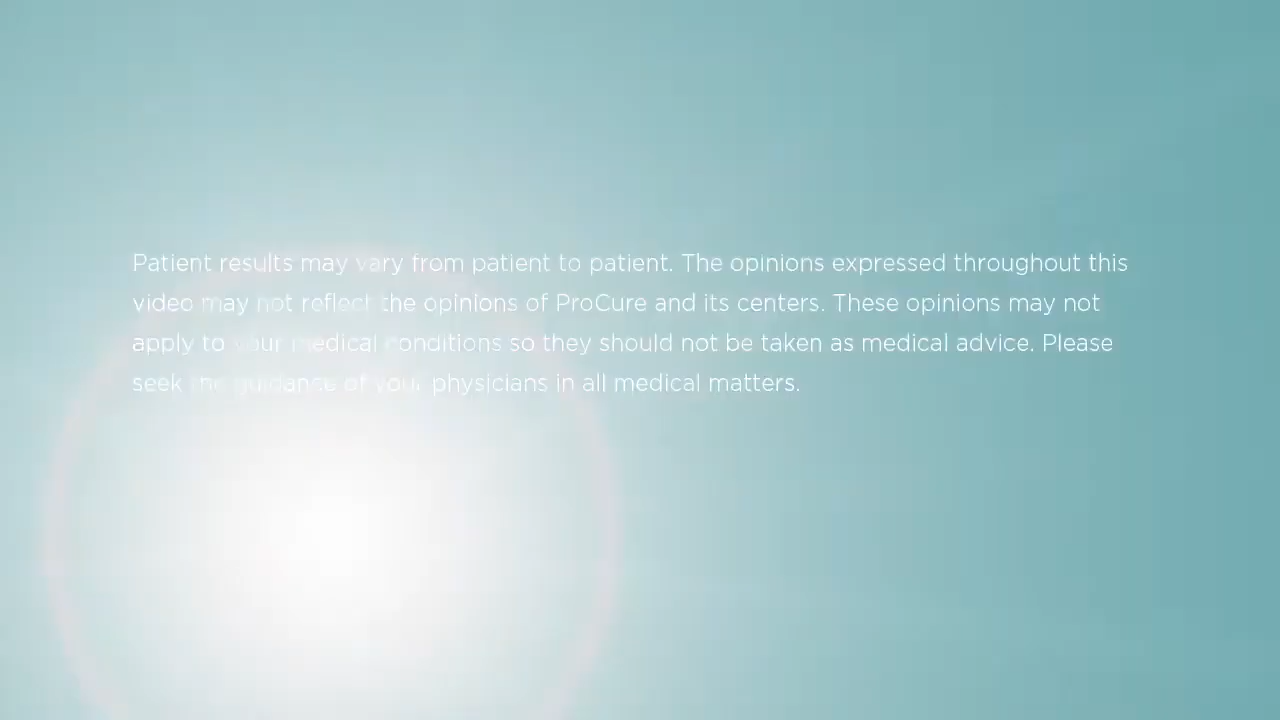 Patient results may vary from patient to patient. The opinions expressed throughout this
video may not reflect the opinions of ProCure and its centers. These opinions may not
apply to your medical conditions so they should not be taken as medical advice. Please
seek the guidance of your physicians in all medical matters.